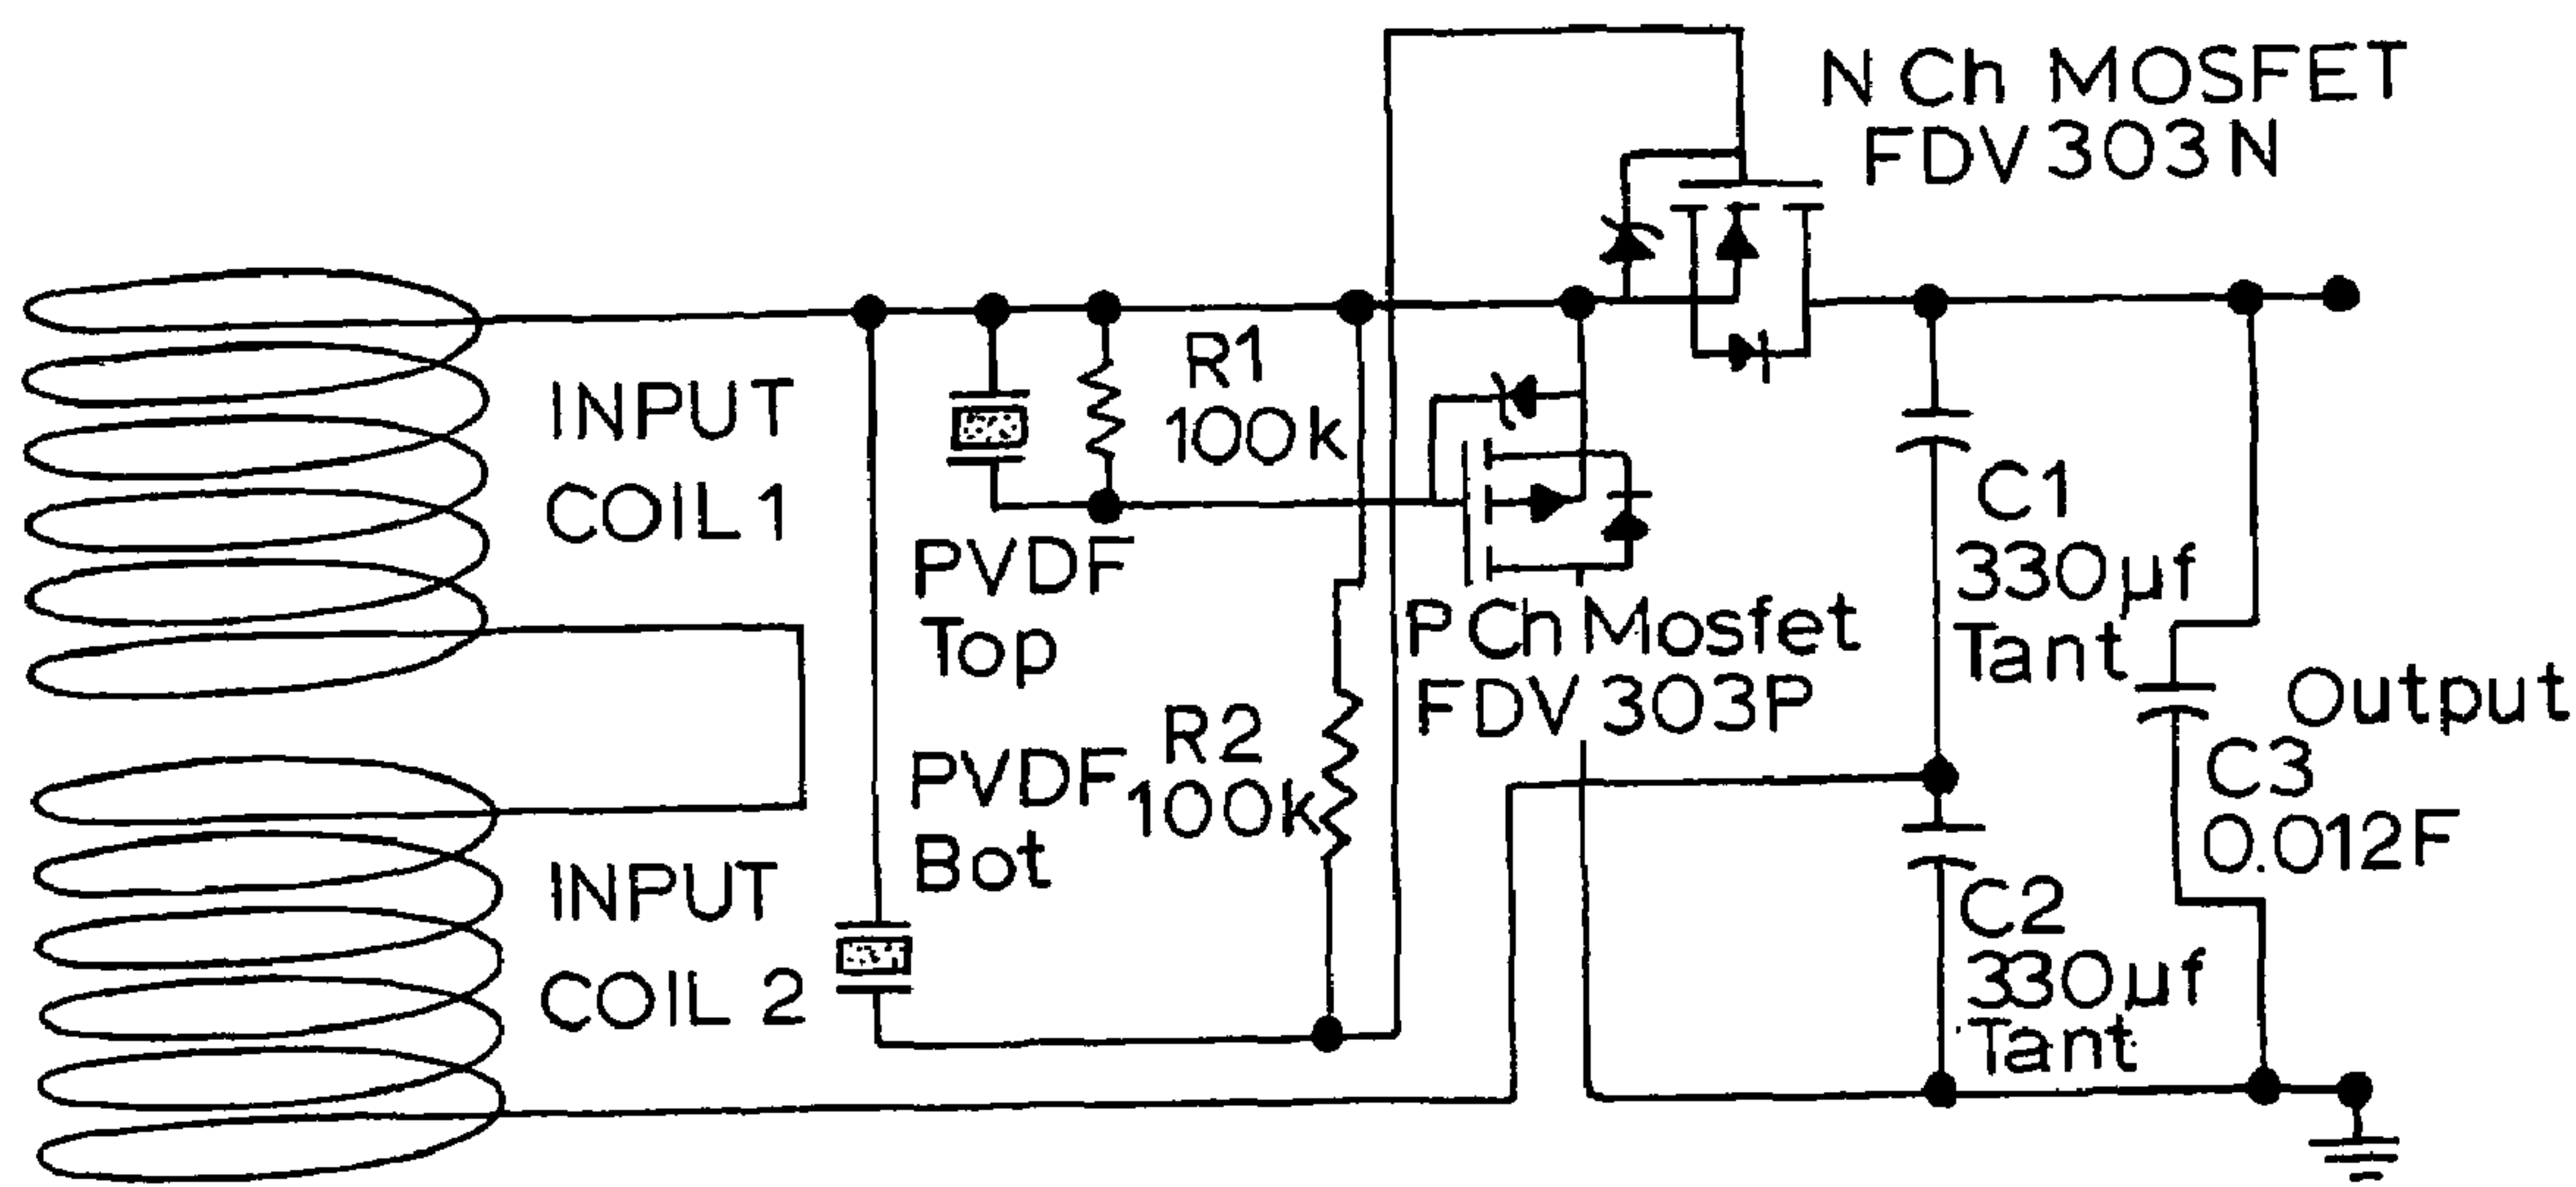 N Ch MOSFET
FDV 303 N
INPUT
COIL 1
R1
100k
PVDF
Top
C1
330µf
Tant
P Ch Mosfet
FDV 303P
Output
C3
0.012F
R2
100k
PVDF
Bot
INPUT
COIL 2
C2
330µf
Tant.